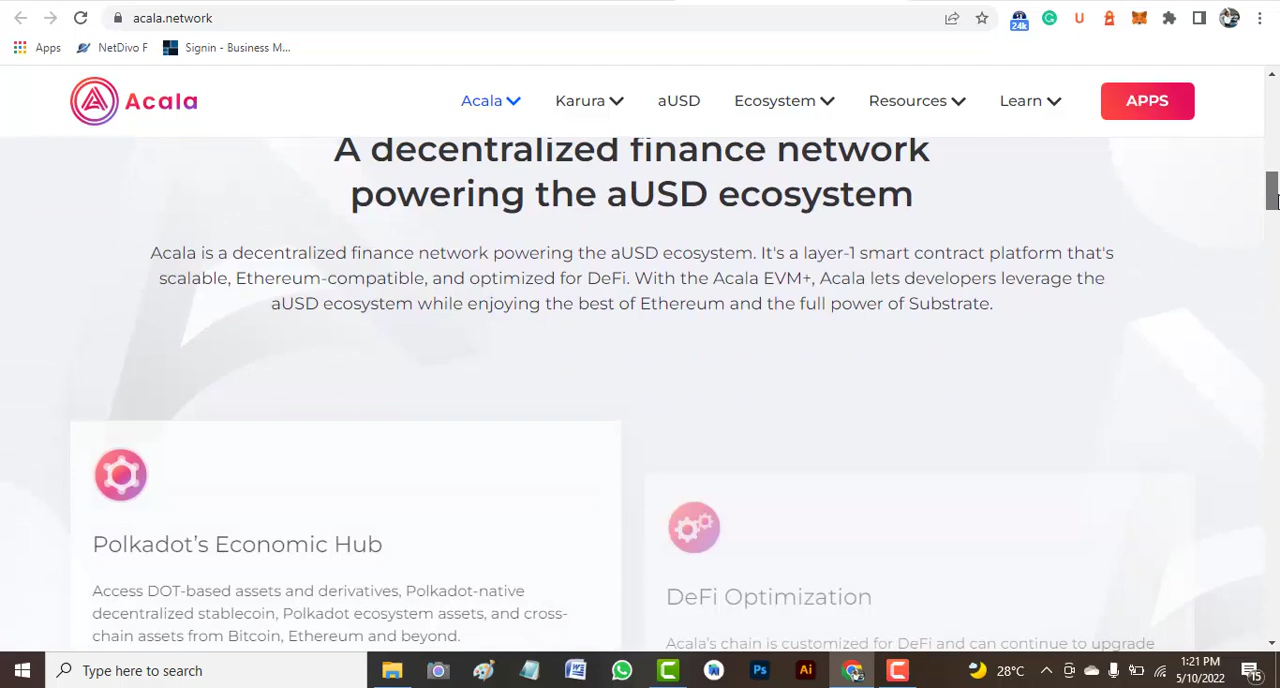 acala.network
24k
Apps
NetDivo F
Signin - Business M...
Acala
Acala
Karura
aUSD
Ecosystem
Resources
Learn
APPS
A decentralized finance network
powering the aUSD ecosystem
Acala is a decentralized finance network powering the aUSD ecosystem. It's a layer-1 smart contract platform that's
scalable, Ethereum-compatible, and optimized for DeFi. With the Acala EVM+, Acala lets developers leverage the
aUSD ecosystem while enjoying the best of Ethereum and the full power of Substrate.
Polkadot’s Economic Hub
Access DOT-based assets and derivatives, Polkadot-native
decentralized stablecoin, Polkadot ecosystem assets, and cross-
chain assets from Bitcoin, Ethereum and beyond.
DeFi Optimization
Acala’s chain is customized for DeFi and can continue to upgrade
Type here to search
Ps
Ai
28°C
1:21 PM
5/10/2022
15